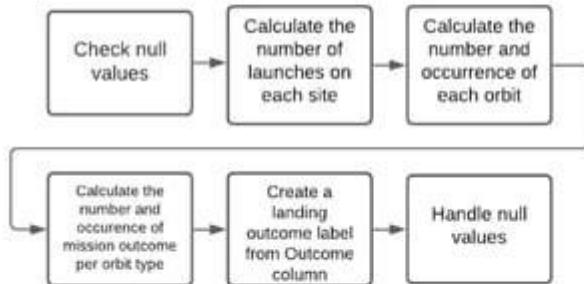 Check null
values
Calculate the
number of
launches on
each site
Calculate the
number and
occurrence of
each orbit
Calculate the
number and
occurence of
mission outcome
per orbit type
Create a
landing
outcome label
from Outcome
column
Handle null
values